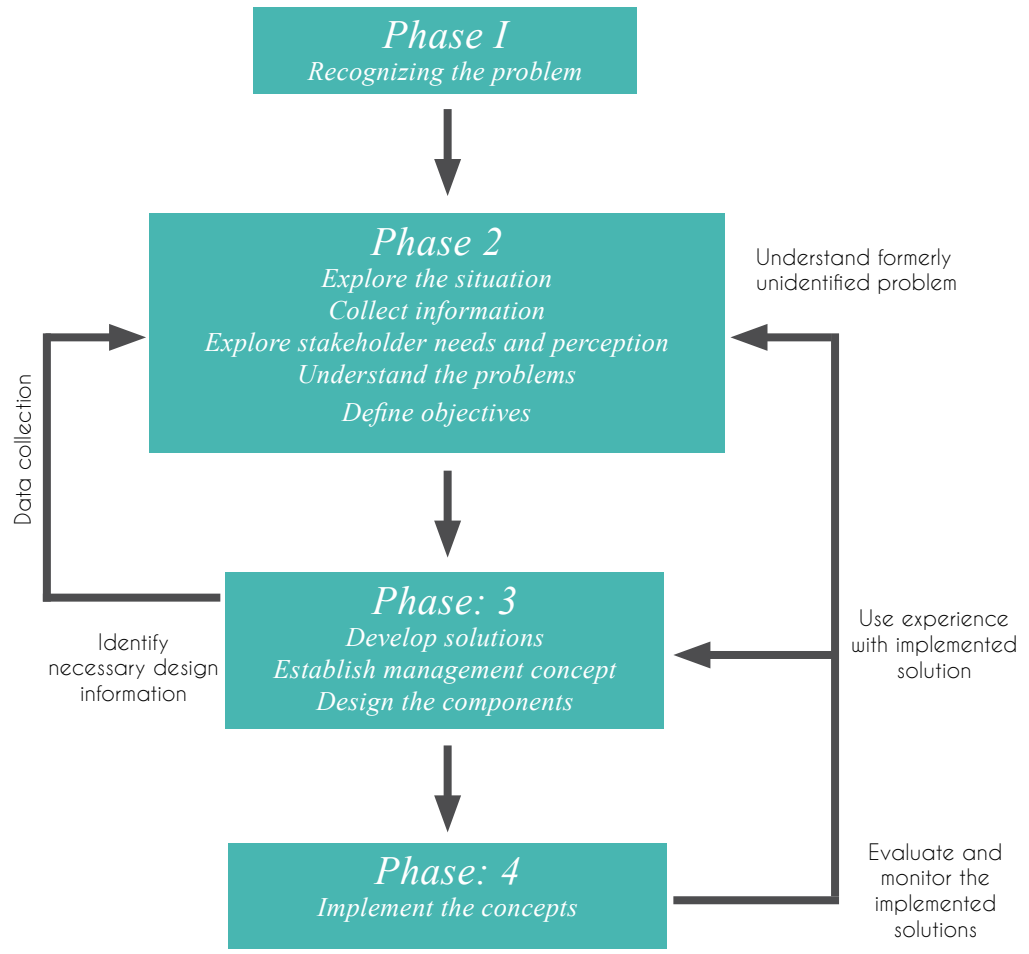 Phase I
Recognizing the problem
Phase 2
Explore the situation
Collect information
Explore stakeholder needs and perception
Understand the problems
Define objectives
Understand formerly
unidentified problem
Data collection
Phase: 3
Develop solutions
Establish management concept
Design the components
Identify
necessary design
information
Use experience
with implemented
solution
Phase: 4
Implement the concepts
Evaluate and
monitor the
implemented
solutions